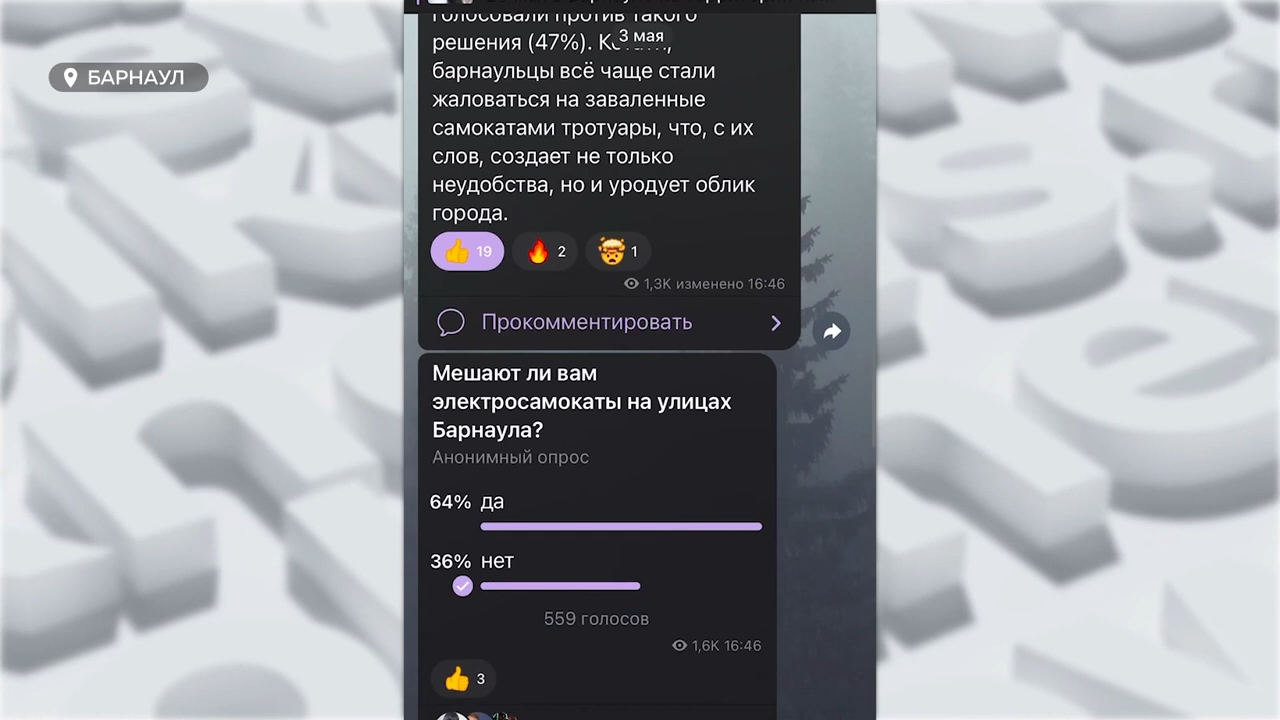 БАРНАУЛ
голосовали против такого
3 мая
решения (47%).
барнаульцы всё чаще стали
жаловаться на заваленные
самокатами тротуары, что, с их
слов, создает не только
неудобства, но и уродует облик
города.
19 2 1
1,3K изменено 16:46
Прокомментировать
Мешают ли вам
электросамокаты на улицах
Барнаула?
Анонимный опрос
64% да
36% нет
559 голосов
1,6K 16:46
3